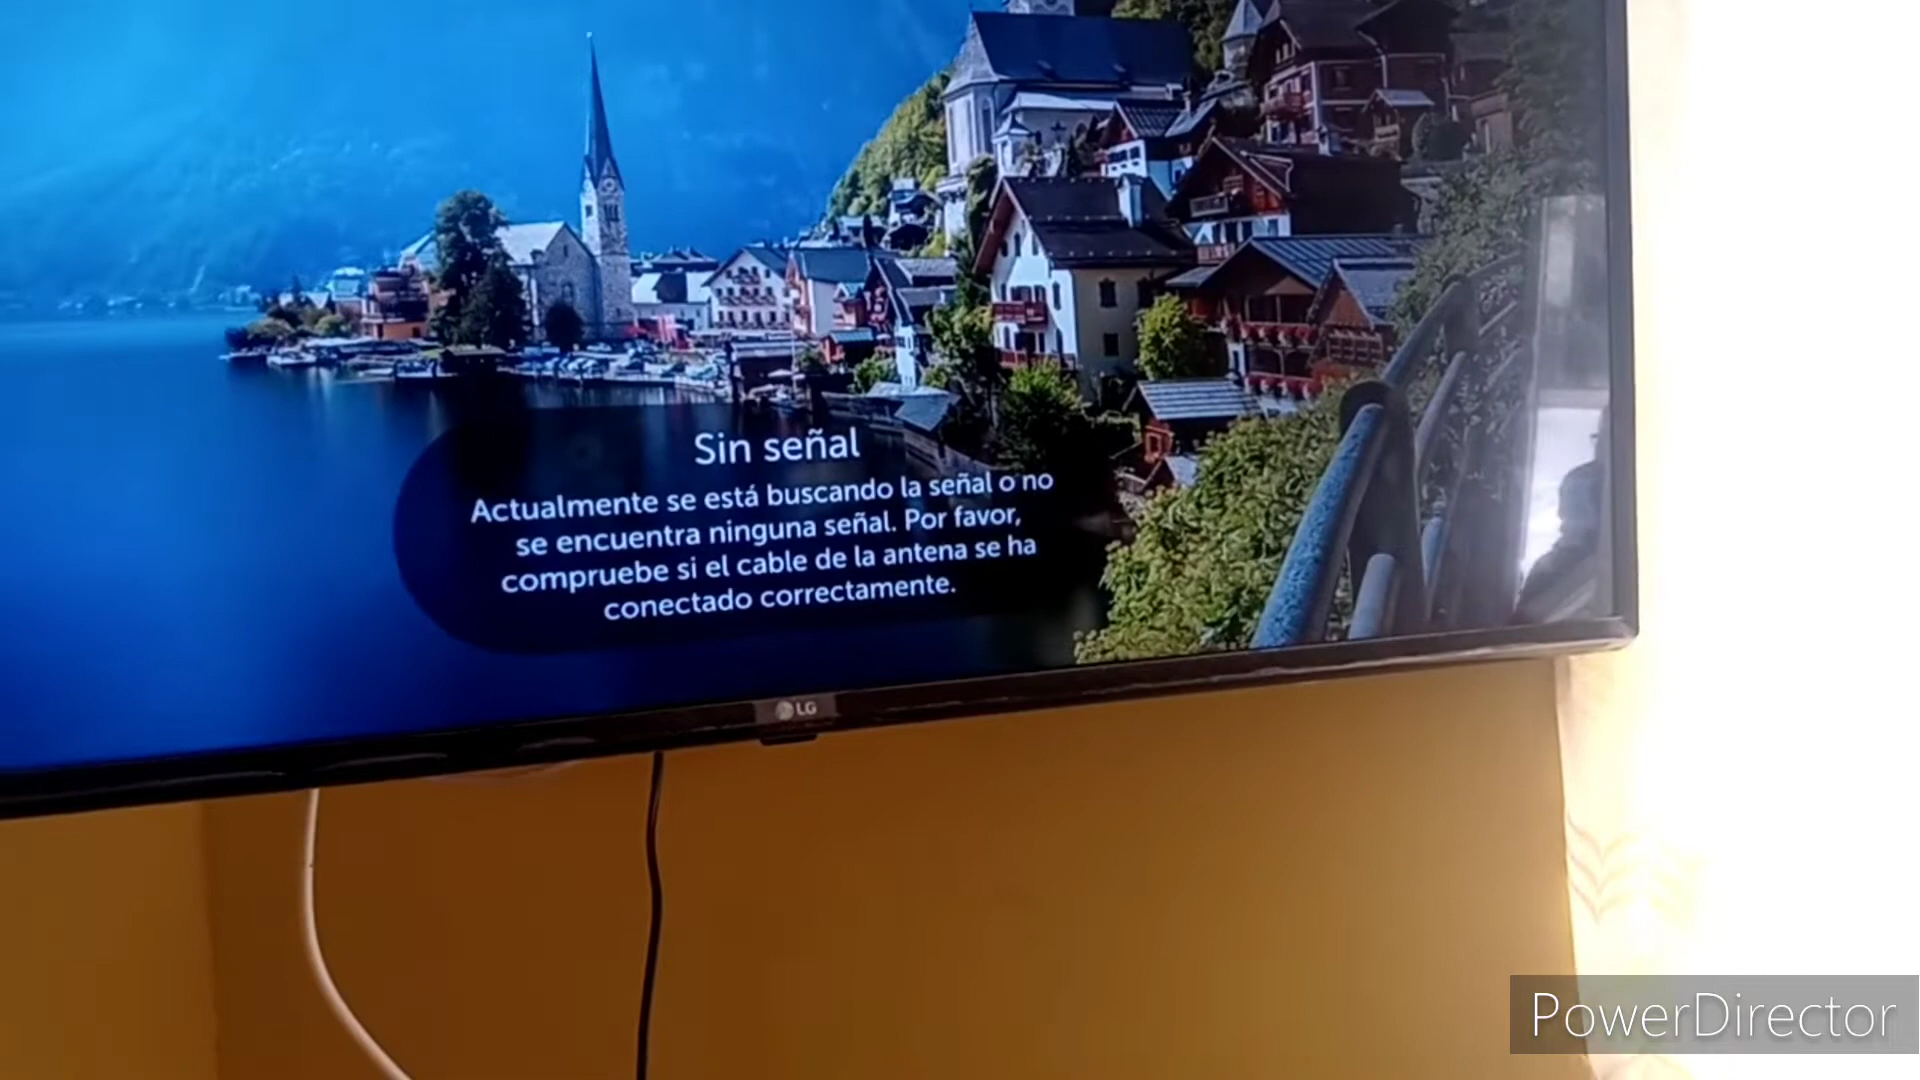 Sin señal
Actualmente se está buscando la señal o no
se encuentra ninguna señal. Por favor,
compruebe si el cable de la antena se ha
conectado correctamente.
LG
PowerDirector